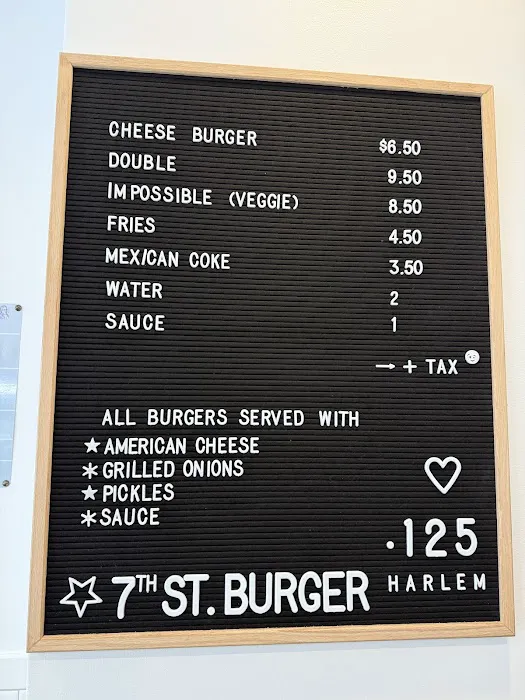 CHEESE BURGER $6.50
DOUBLE 9.50
IMPOSSIBLE (VEGGIE) 8.50
FRIES 4.50
MEXICAN COKE 3.50
WATER 2
SAUCE 1
→ + TAX
ALL BURGERS SERVED WITH
★ AMERICAN CHEESE
* GRILLED ONIONS
★ PICKLES
* SAUCE
.125
HARLEM
7TH ST. BURGER